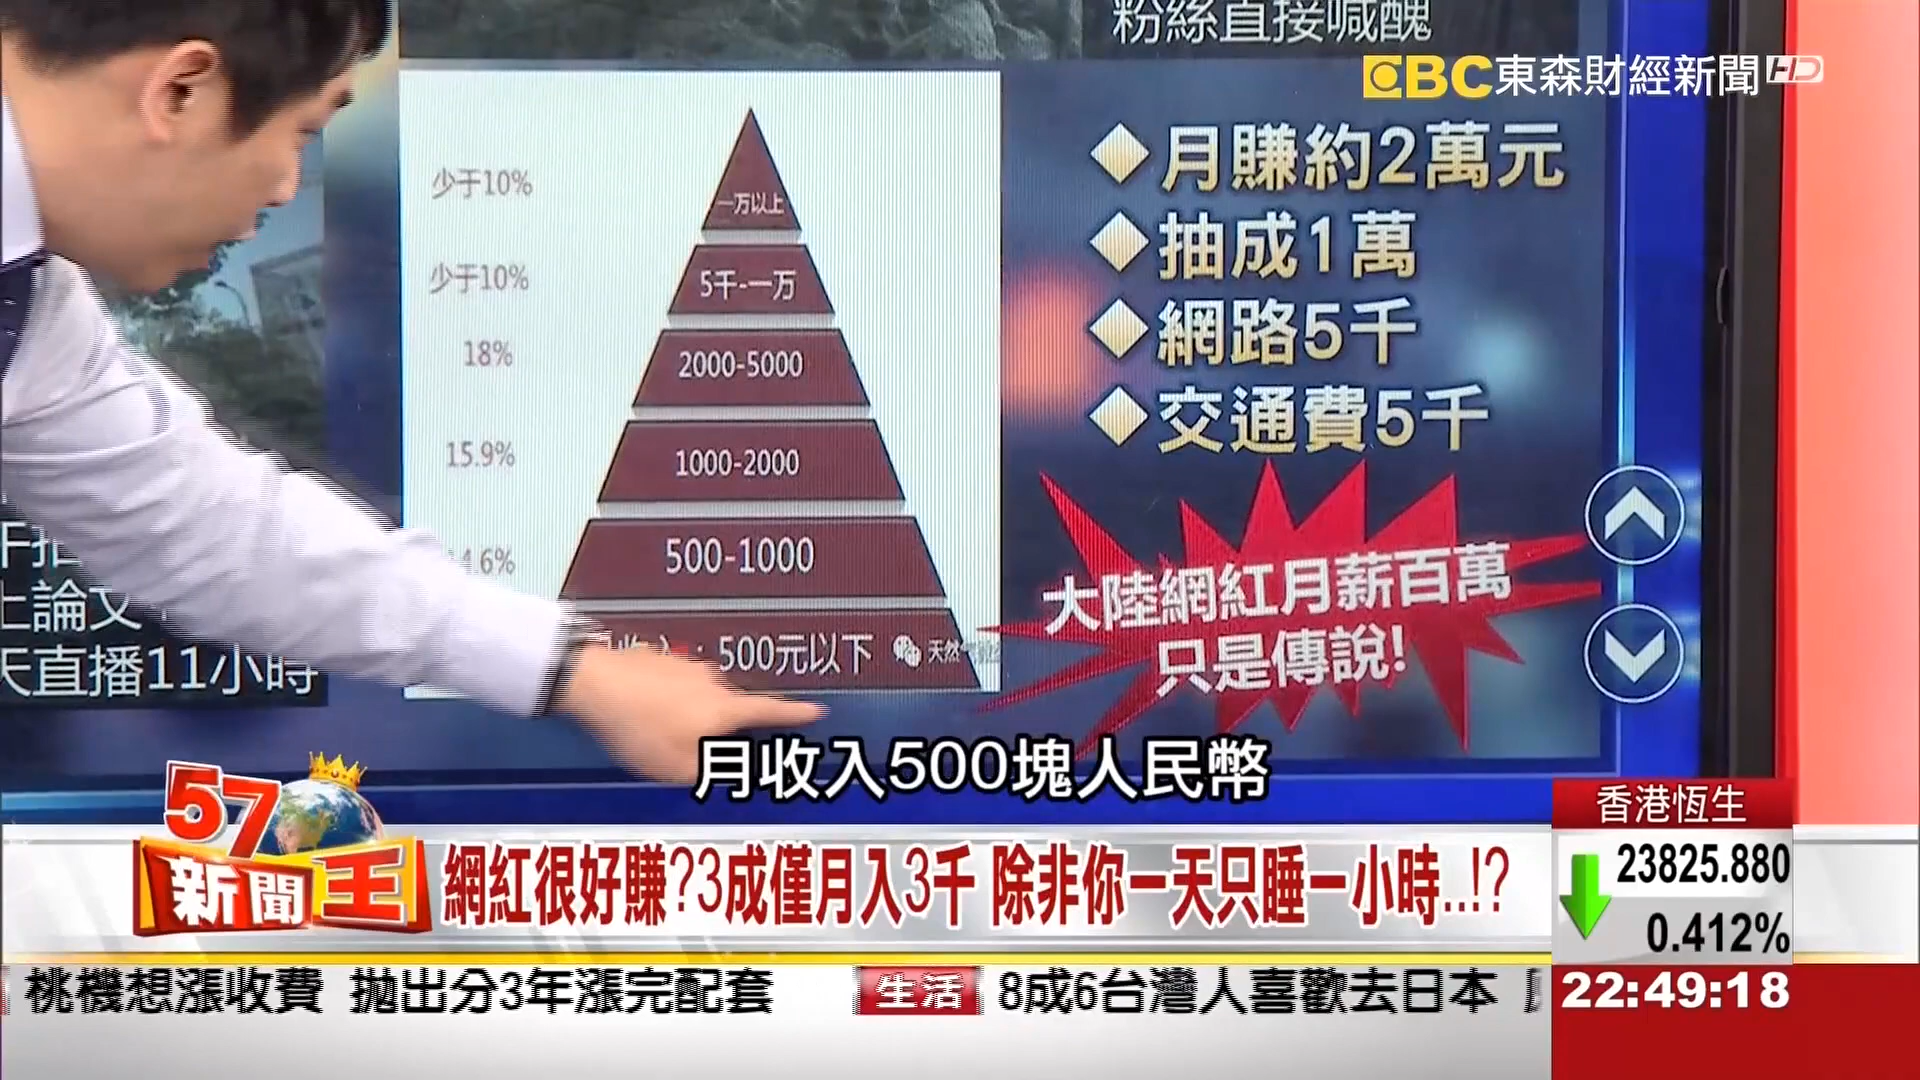 粉絲直接喊醜
EBC東森財經新聞HD
少于10%
一万以上
少于10%
5千-一万
18%
2000-5000
15.9%
1000-2000
6%
500-1000
500元以下
天然
月賺約2萬元
抽成1萬
網路5千
交通費5千
大陸網紅月薪百萬
只是傳說!
上論文
天直播11小時
月收入500塊人民幣
57新聞王
網紅很好賺?3成僅月入3千 除非你一天只睡一小時..!?
香港恆生
23825.880
0.412%
桃機想漲收費 拋出分3年漲完配套
生活 8成6台灣人喜歡去日本
22:49:18